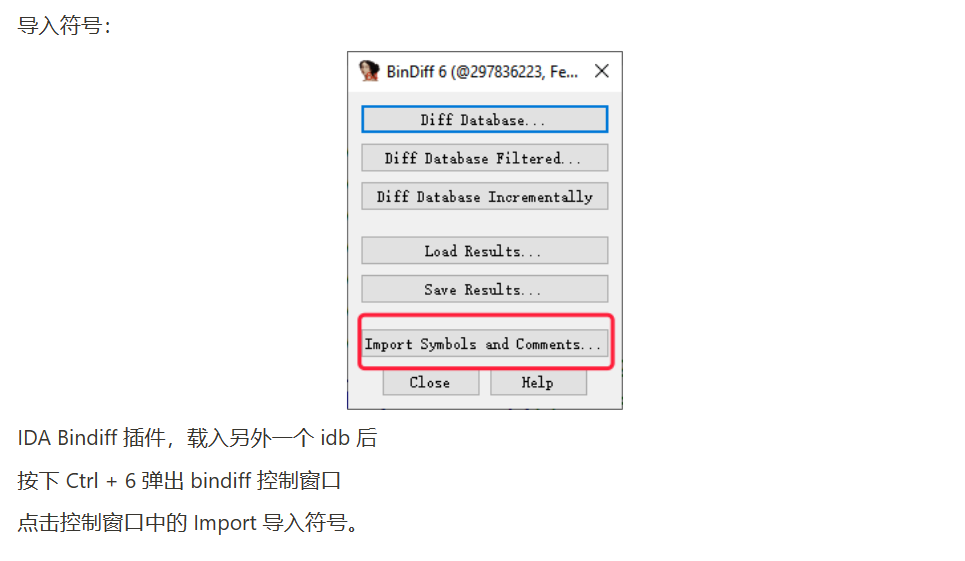 导入符号：
BinDiff 6 (@297836223, Fe...
Diff Database...
Diff Database Filtered...
Diff Database Incrementally
Load Results...
Save Results...
Import Symbols and Comments...
Close Help
IDA Bindiff 插件，载入另外一个 idb 后
按下 Ctrl + 6 弹出 bindiff 控制窗口
点击控制窗口中的 Import 导入符号。